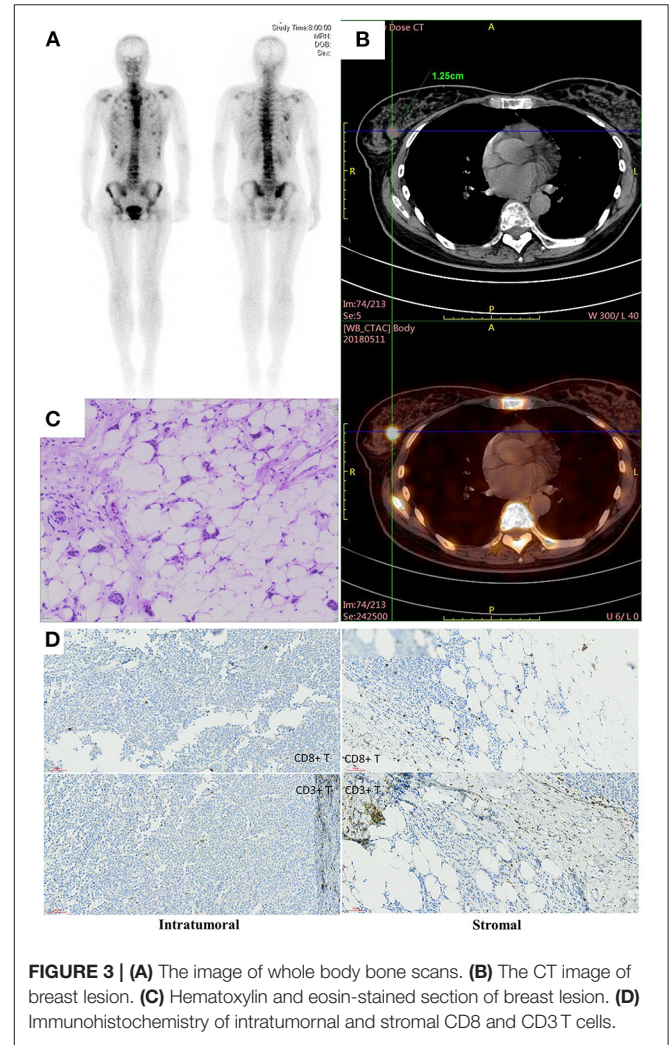 A
Study Time:8:00:00
MRN:
DOB:
Sex:
B
Dose CT
A
1.25cm
R
L
Im:74/213
Se:5
P
W 300/ L 40
[WB_CTAC] Body
20180511
A
R
L
Im:74/213
Se:242500
P
U 6/ L 0
C
D
CD8+ T
CD8+ T
CD3+ T
CD3+ T
Intratumoral
Stromal
FIGURE 3 | (A) The image of whole body bone scans. (B) The CT image of
breast lesion. (C) Hematoxylin and eosin-stained section of breast lesion. (D)
Immunohistochemistry of intratumornal and stromal CD8 and CD3 T cells.